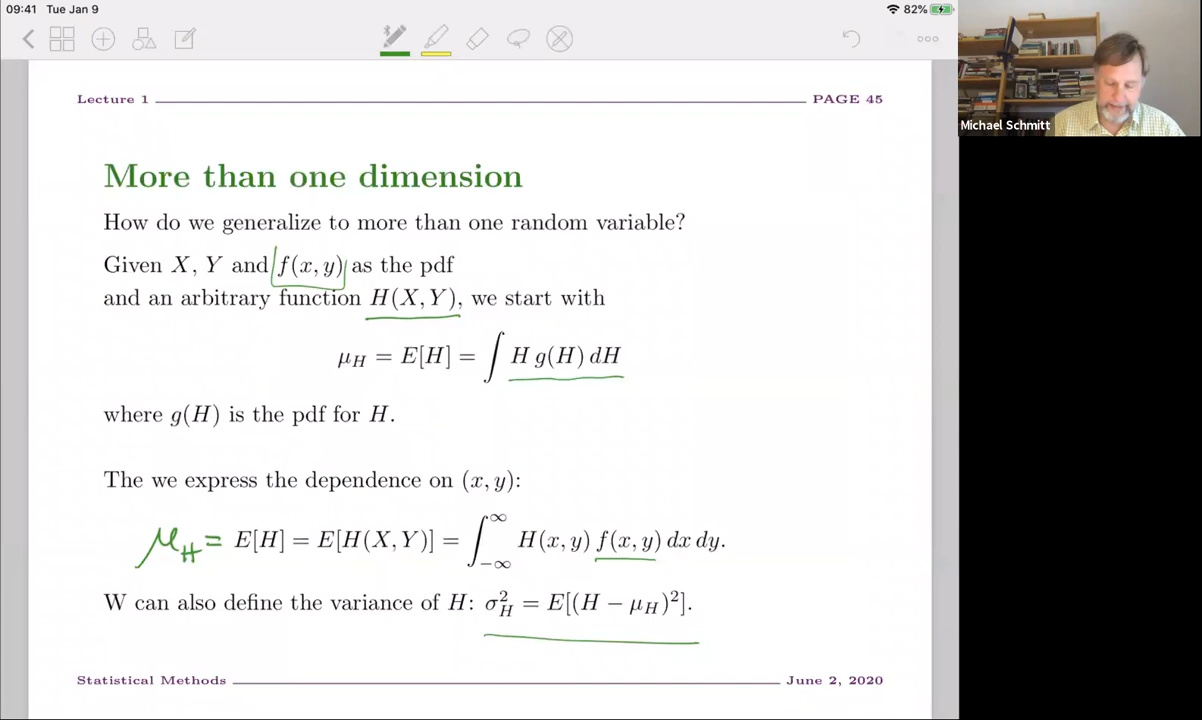 09:41 Tue Jan 9
82%
Lecture 1 PAGE 45
Michael Schmitt
More than one dimension
How do we generalize to more than one random variable?
Given X, Y and f(x, y) as the pdf
and an arbitrary function H(X, Y), we start with
μ_H = E[H] = ∫ H g(H) dH
where g(H) is the pdf for H.
The we express the dependence on (x, y):
μ_H = E[H] = E[H(X, Y)] = ∫_{-∞}^{∞} H(x, y) f(x, y) dx dy.
W can also define the variance of H: σ_H^2 = E[(H − μ_H)^2].
Statistical Methods June 2, 2020